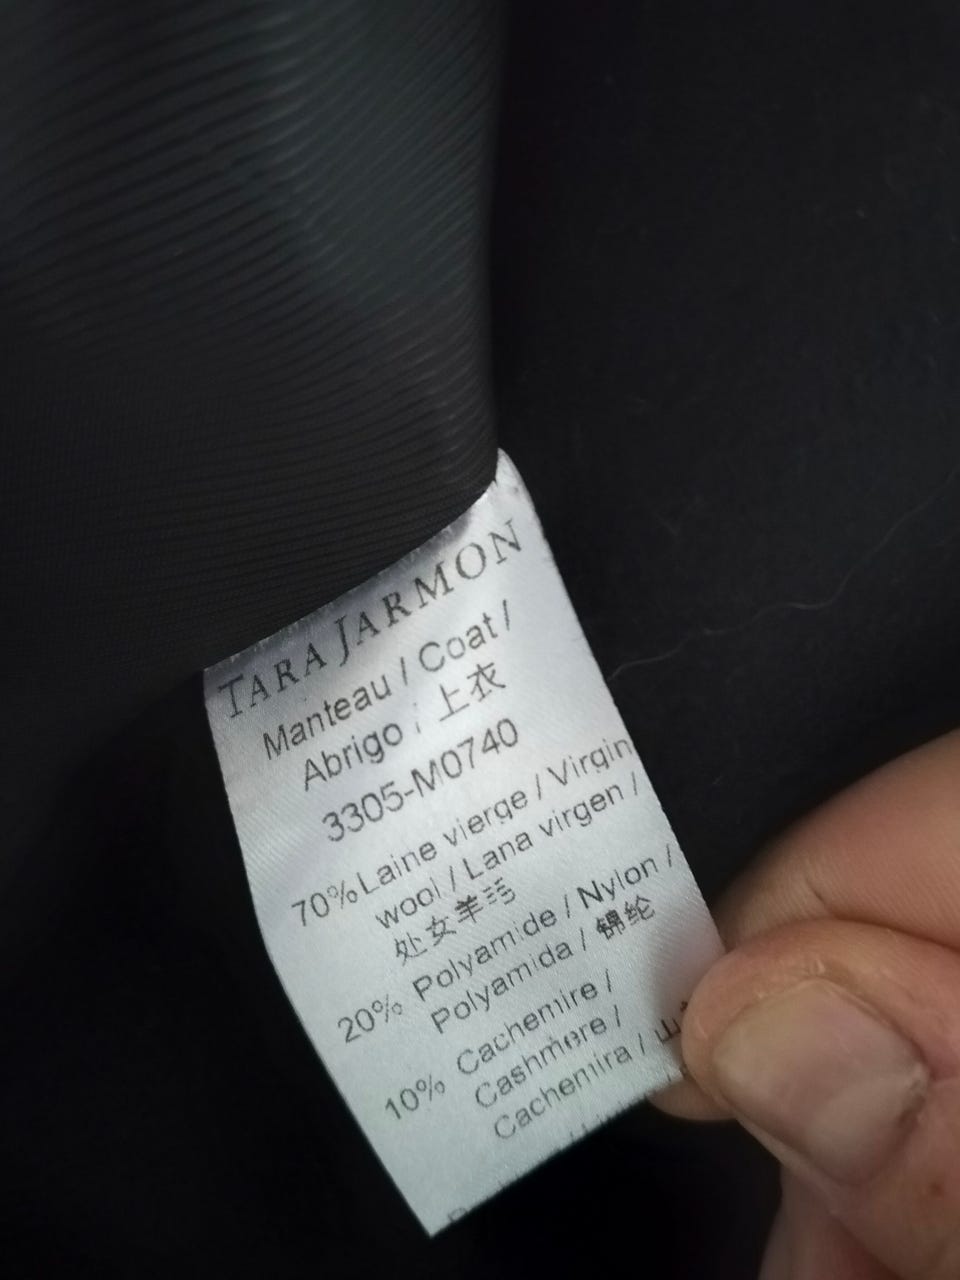 TARA JARMON
Manteau / Coat /
Abrigo / 上衣
3305-M0740
70% Laine vierge / Virgin
wool / Lana virgen /
处女羊毛
20% Polyamide / Nylon /
Polyamida / 锦纶
10% Cachemire /
Cashmere /
Cachemira / 山